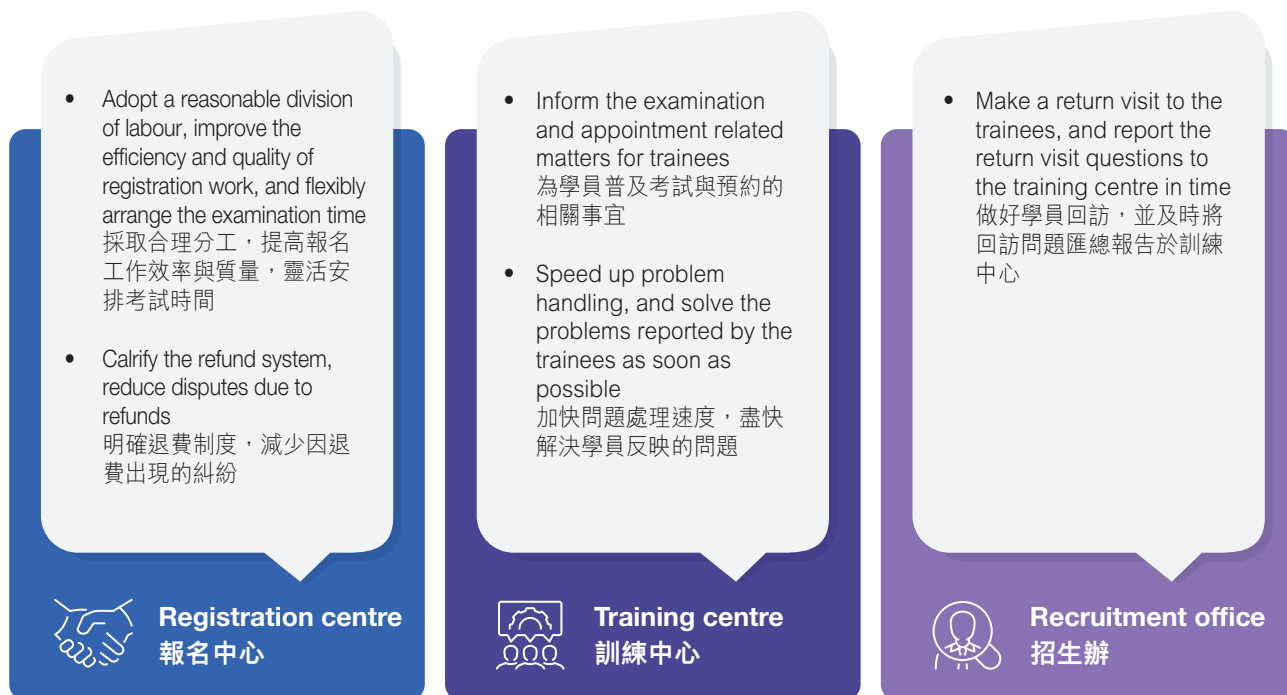 • Adopt a reasonable division
of labour, improve the
efficiency and quality of
registration work, and flexibly
arrange the examination time
採取合理分工，提高報名
工作效率與質量，靈活安
排考試時間
• Calrify the refund system,
reduce disputes due to
refunds
明確退費制度，減少因退
費出現的糾紛
Registration centre
報名中心
• Inform the examination
and appointment related
matters for trainees
為學員普及考試與預約的
相關事宜
• Speed up problem
handling, and solve the
problems reported by the
trainees as soon as
possible
加快問題處理速度，盡快
解決學員反映的問題
Training centre
訓練中心
• Make a return visit to the
trainees, and report the
return visit questions to
the training centre in time
做好學員回訪，並及時將
回訪問題匯總報告於訓練
中心
Recruitment office
招生辦